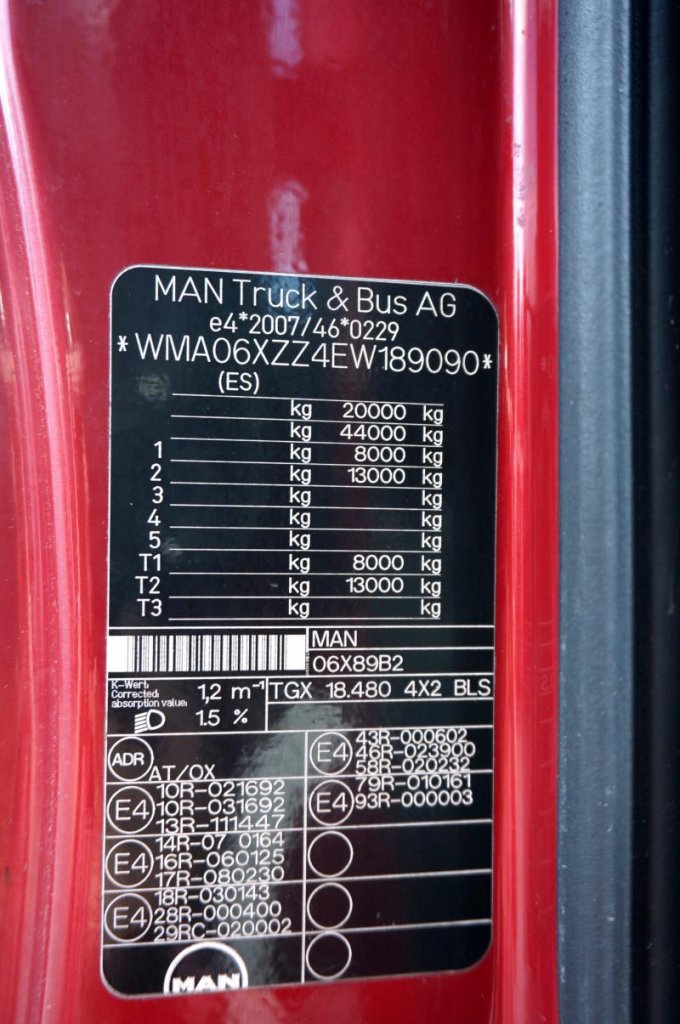 MAN Truck & Bus AG
e4*2007/46*0229
*WMA06XZZ4EW189090*
(ES)
kg 20000 kg
kg 44000 kg
1 kg 8000 kg
2 kg 13000 kg
3 kg kg
4 kg kg
5 kg kg
T1 kg 8000 kg
T2 kg 13000 kg
T3 kg kg
MAN
06X89B2
K-Wert:
Corrected
absorption value:
1,2 m⁻¹
1.5 %
TGX 18.480 4X2 BLS
ADR
AT/OX
E4
10R-021692
10R-031692
13R-111447
E4
14R-07 0164
16R-060125
17R-080230
E4
18R-030143
28R-000400
29RC-020002
E4
43R-000602
46R-023900
58R-020232
E4
79R-010161
93R-000003
MAN